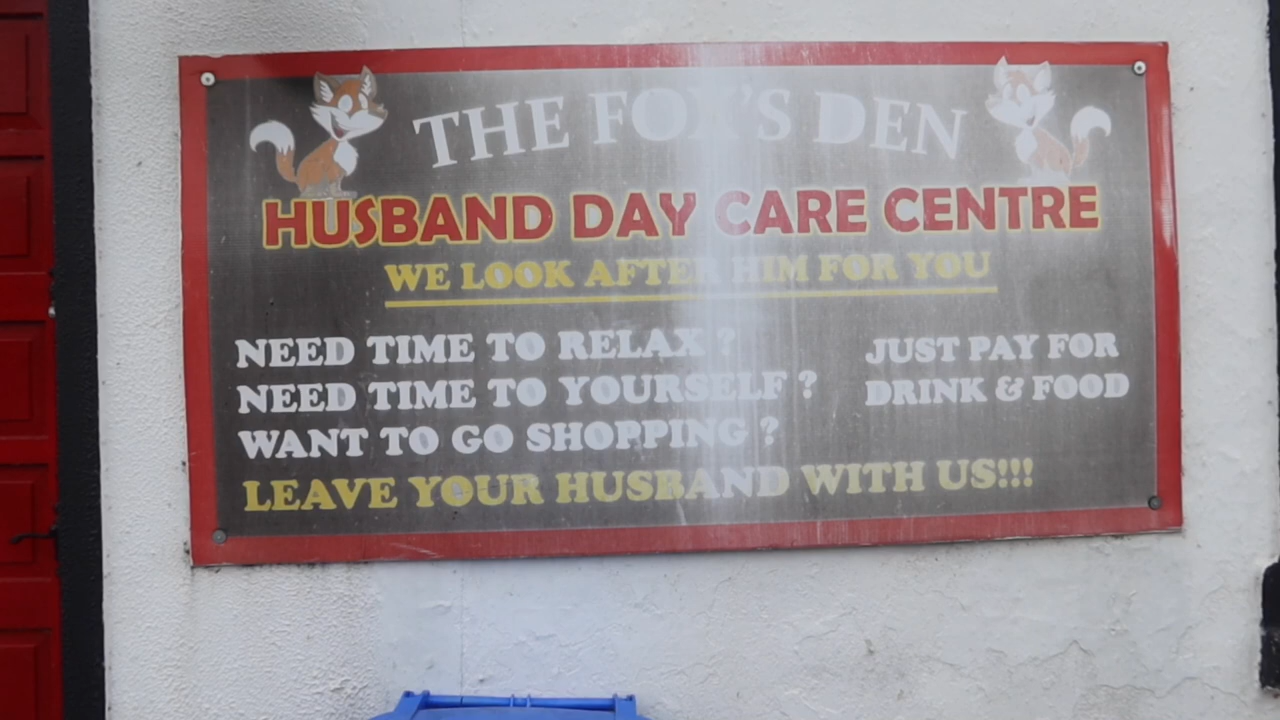 THE FOX'S DEN
HUSBAND DAY CARE CENTRE
WE LOOK AFTER HIM FOR YOU
NEED TIME TO RELAX ?
NEED TIME TO YOURSELF ?
WANT TO GO SHOPPING ?
LEAVE YOUR HUSBAND WITH US!!!
JUST PAY FOR
DRINK & FOOD